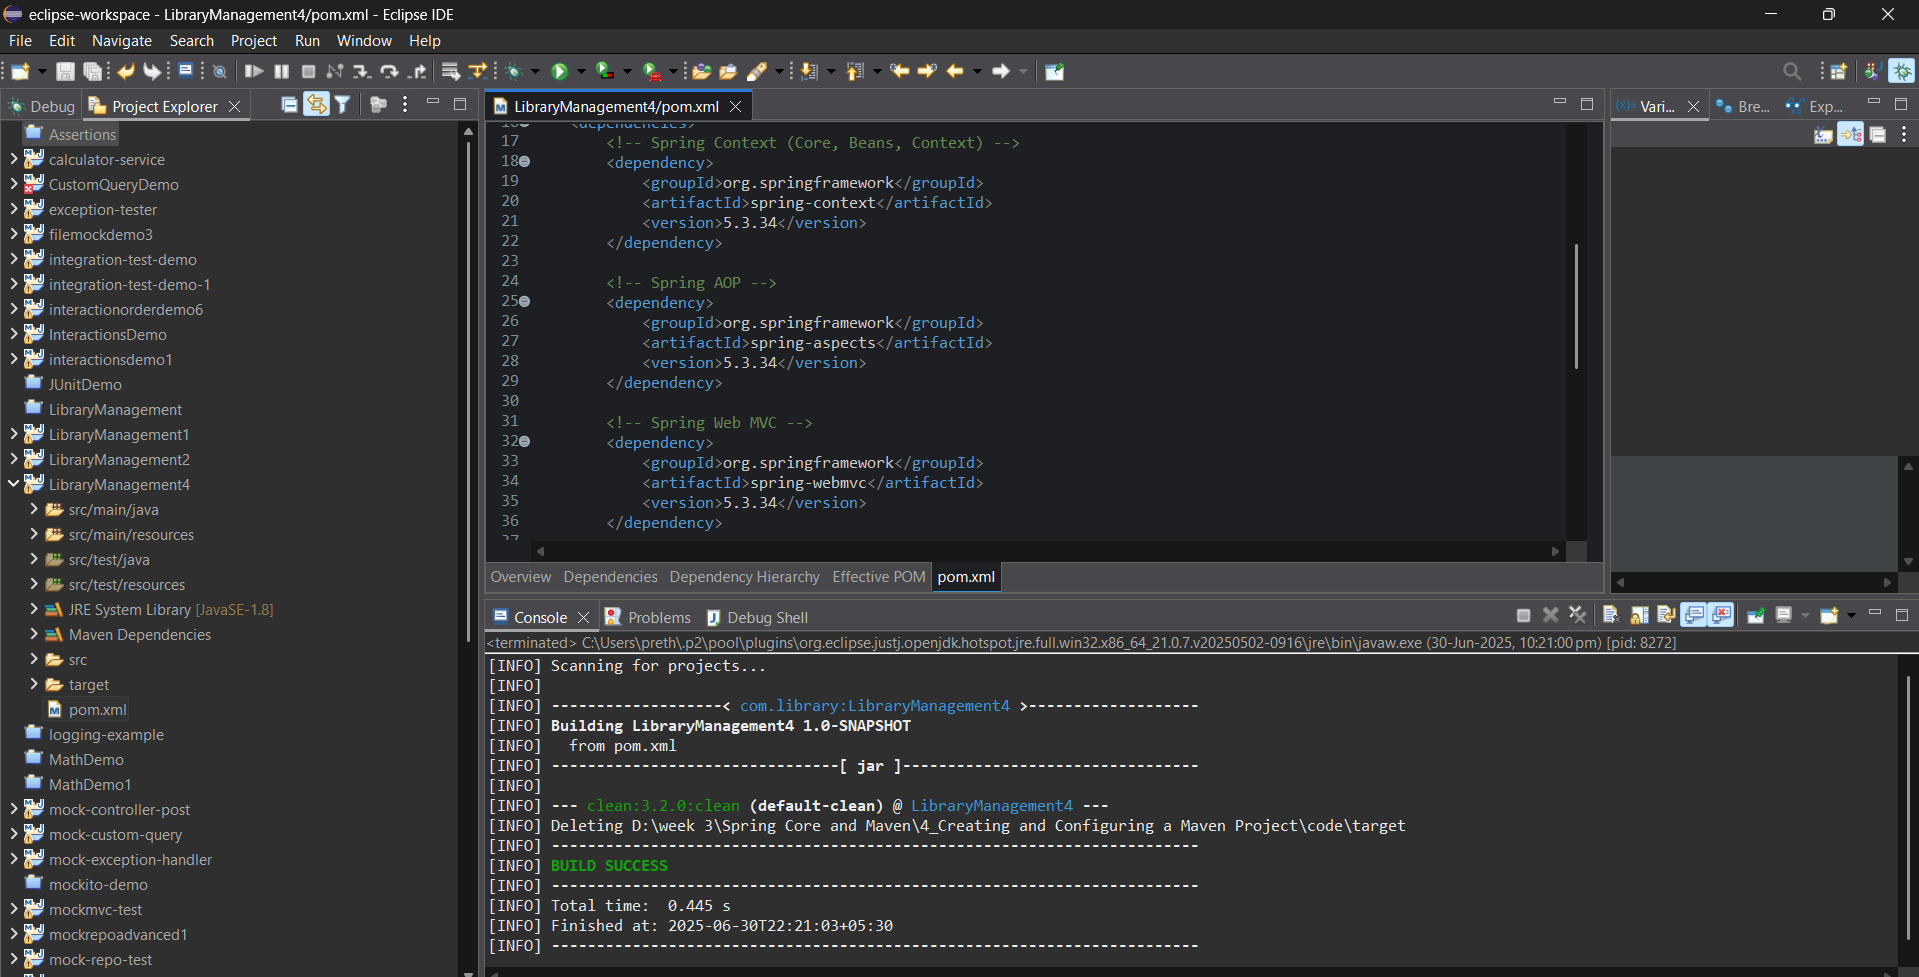 eclipse-workspace - LibraryManagement4/pom.xml - Eclipse IDE
File Edit Navigate Search Project Run Window Help
Debug Project Explorer
Assertions
calculator-service
CustomQueryDemo
exception-tester
filemockdemo3
integration-test-demo
integration-test-demo-1
interactionorderdemo6
InteractionsDemo
interactionsdemo1
JUnitDemo
LibraryManagement
LibraryManagement1
LibraryManagement2
LibraryManagement4
src/main/java
src/main/resources
src/test/java
src/test/resources
JRE System Library [JavaSE-1.8]
Maven Dependencies
src
target
pom.xml
logging-example
MathDemo
MathDemo1
mock-controller-post
mock-custom-query
mock-exception-handler
mockito-demo
mockmvc-test
mockrepoadvanced1
mock-repo-test
LibraryManagement4/pom.xml
16 <dependencies>
17 <!-- Spring Context (Core, Beans, Context) -->
18 <dependency>
19 <groupId>org.springframework</groupId>
20 <artifactId>spring-context</artifactId>
21 <version>5.3.34</version>
22 </dependency>
23
24 <!-- Spring AOP -->
25 <dependency>
26 <groupId>org.springframework</groupId>
27 <artifactId>spring-aspects</artifactId>
28 <version>5.3.34</version>
29 </dependency>
30
31 <!-- Spring Web MVC -->
32 <dependency>
33 <groupId>org.springframework</groupId>
34 <artifactId>spring-webmvc</artifactId>
35 <version>5.3.34</version>
36 </dependency>
37
Overview Dependencies Dependency Hierarchy Effective POM pom.xml
(x)= Vari... Bre... Exp...
Console Problems Debug Shell
<terminated> C:\Users\preth\.p2\pool\plugins\org.eclipse.justj.openjdk.hotspot.jre.full.win32.x86_64_21.0.7.v20250502-0916\jre\bin\javaw.exe (30-Jun-2025, 10:21:00 pm) [pid: 8272]
[INFO] Scanning for projects...
[INFO]
[INFO] -------------------< com.library:LibraryManagement4 >-------------------
[INFO] Building LibraryManagement4 1.0-SNAPSHOT
[INFO]   from pom.xml
[INFO] --------------------------------[ jar ]---------------------------------
[INFO]
[INFO] --- clean:3.2.0:clean (default-clean) @ LibraryManagement4 ---
[INFO] Deleting D:\week 3\Spring Core and Maven\4_Creating and Configuring a Maven Project\code\target
[INFO] ------------------------------------------------------------------------
[INFO] BUILD SUCCESS
[INFO] ------------------------------------------------------------------------
[INFO] Total time:  0.445 s
[INFO] Finished at: 2025-06-30T22:21:03+05:30
[INFO] ------------------------------------------------------------------------